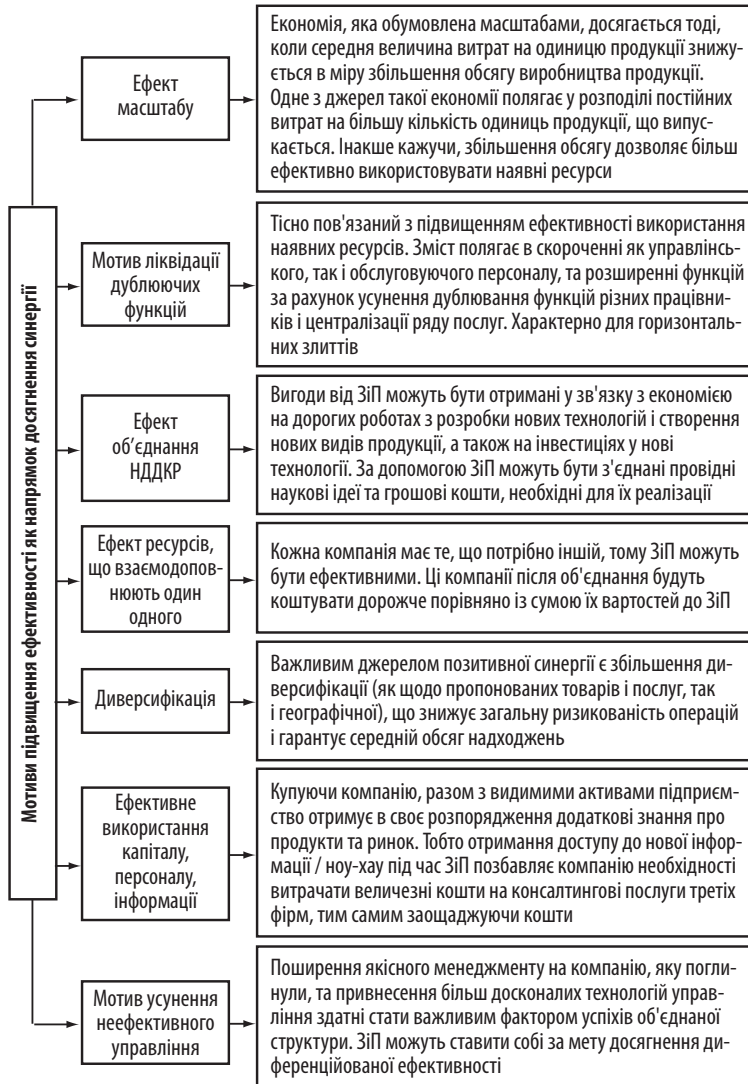 Мотиви підвищення ефективності як напрямок досягнення синергії
Ефект
масштабу
Економія, яка обумовлена масштабами, досягається тоді,
коли середня величина витрат на одиницю продукції знижу-
ється в міру збільшення обсягу виробництва продукції.
Одне з джерел такої економії полягає у розподілі постійних
витрат на більшу кількість одиниць продукції, що випус-
кається. Інакше кажучи, збільшення обсягу дозволяє більш
ефективно використовувати наявні ресурси
Мотив ліквідації
дублюючих
функцій
Тісно пов'язаний з підвищенням ефективності використання
наявних ресурсів. Зміст полягає в скороченні як управлінсь-
кого, так і обслуговуючого персоналу, та розширенні функцій
за рахунок усунення дублювання функцій різних працівни-
ків і централізації ряду послуг. Характерно для горизонталь-
них злиттів
Ефект
об’єднання
НДДКР
Вигоди від ЗіП можуть бути отримані у зв'язку з економією
на дорогих роботах з розробки нових технологій і створення
нових видів продукції, а також на інвестиціях у нові
технології. За допомогою ЗіП можуть бути з'єднані провідні
наукові ідеї та грошові кошти, необхідні для їх реалізації
Ефект ресурсів,
що взаємодопов-
нюють один
одного
Кожна компанія має те, що потрібно іншій, тому ЗіП можуть
бути ефективними. Ці компанії після об'єднання будуть
коштувати дорожче порівняно із сумою їх вартостей до ЗіП
Диверсифікація
Важливим джерелом позитивної синергії є збільшення ди-
версифікації (як щодо пропонованих товарів і послуг, так
і географічної), що знижує загальну ризикованість операцій
і гарантує середній обсяг надходжень
Ефективне
використання
капіталу,
персоналу,
інформації
Купуючи компанію, разом з видимими активами підприєм-
ство отримує в своє розпорядження додаткові знання про
продукти та ринок. Тобто отримання доступу до нової інфор-
мації / ноу-хау під час ЗіП позбавляє компанію необхідності
витрачати величезні кошти на консалтингові послуги третіх
фірм, тим самим заощаджуючи кошти
Мотив усунення
неефективного
управління
Поширення якісного менеджменту на компанію, яку погли-
нули, та привнесення більш досконалих технологій управ-
ління здатні стати важливим фактором успіхів об'єднаної
структури. ЗіП можуть ставити собі за мету досягнення ди-
ференційованої ефективності